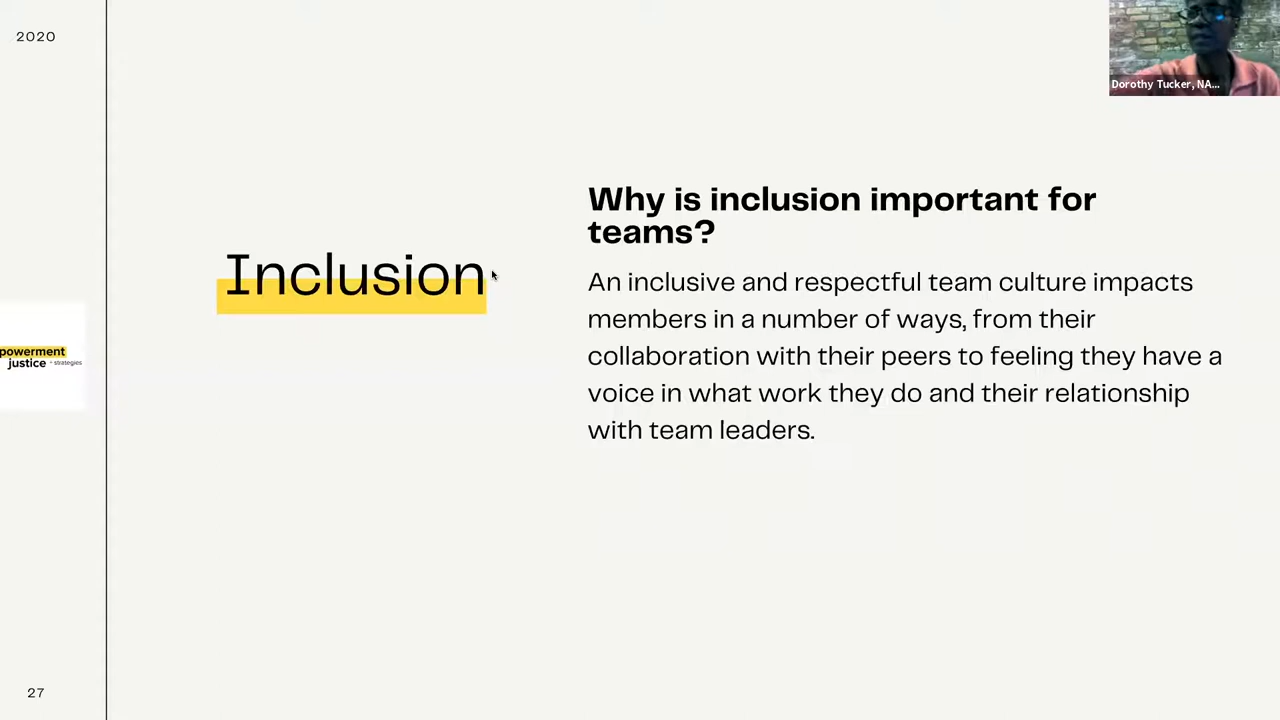 2020
Dorothy Tucker, NA...
Why is inclusion important for
teams?
Inclusion
An inclusive and respectful team culture impacts
members in a number of ways, from their
collaboration with their peers to feeling they have a
voice in what work they do and their relationship
with team leaders.
powerment
justice + strategies
27